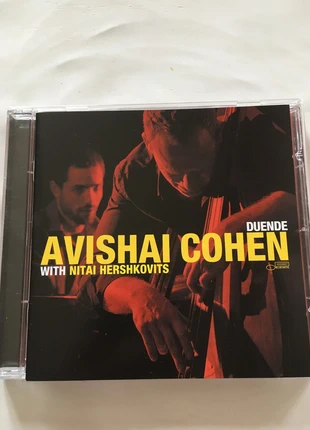 DUENDE
AVISHAI COHEN
WITH NITAI HERSHKOVITS